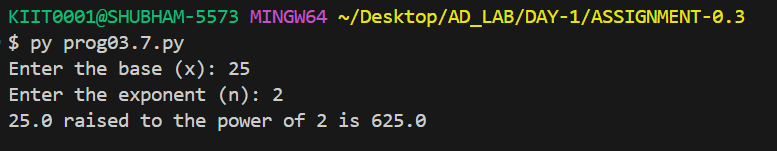 KIIT0001@SHUBHAM-5573 MINGW64 ~/Desktop/AD_LAB/DAY-1/ASSIGNMENT-0.3
$ py prog03.7.py
Enter the base (x): 25
Enter the exponent (n): 2
25.0 raised to the power of 2 is 625.0